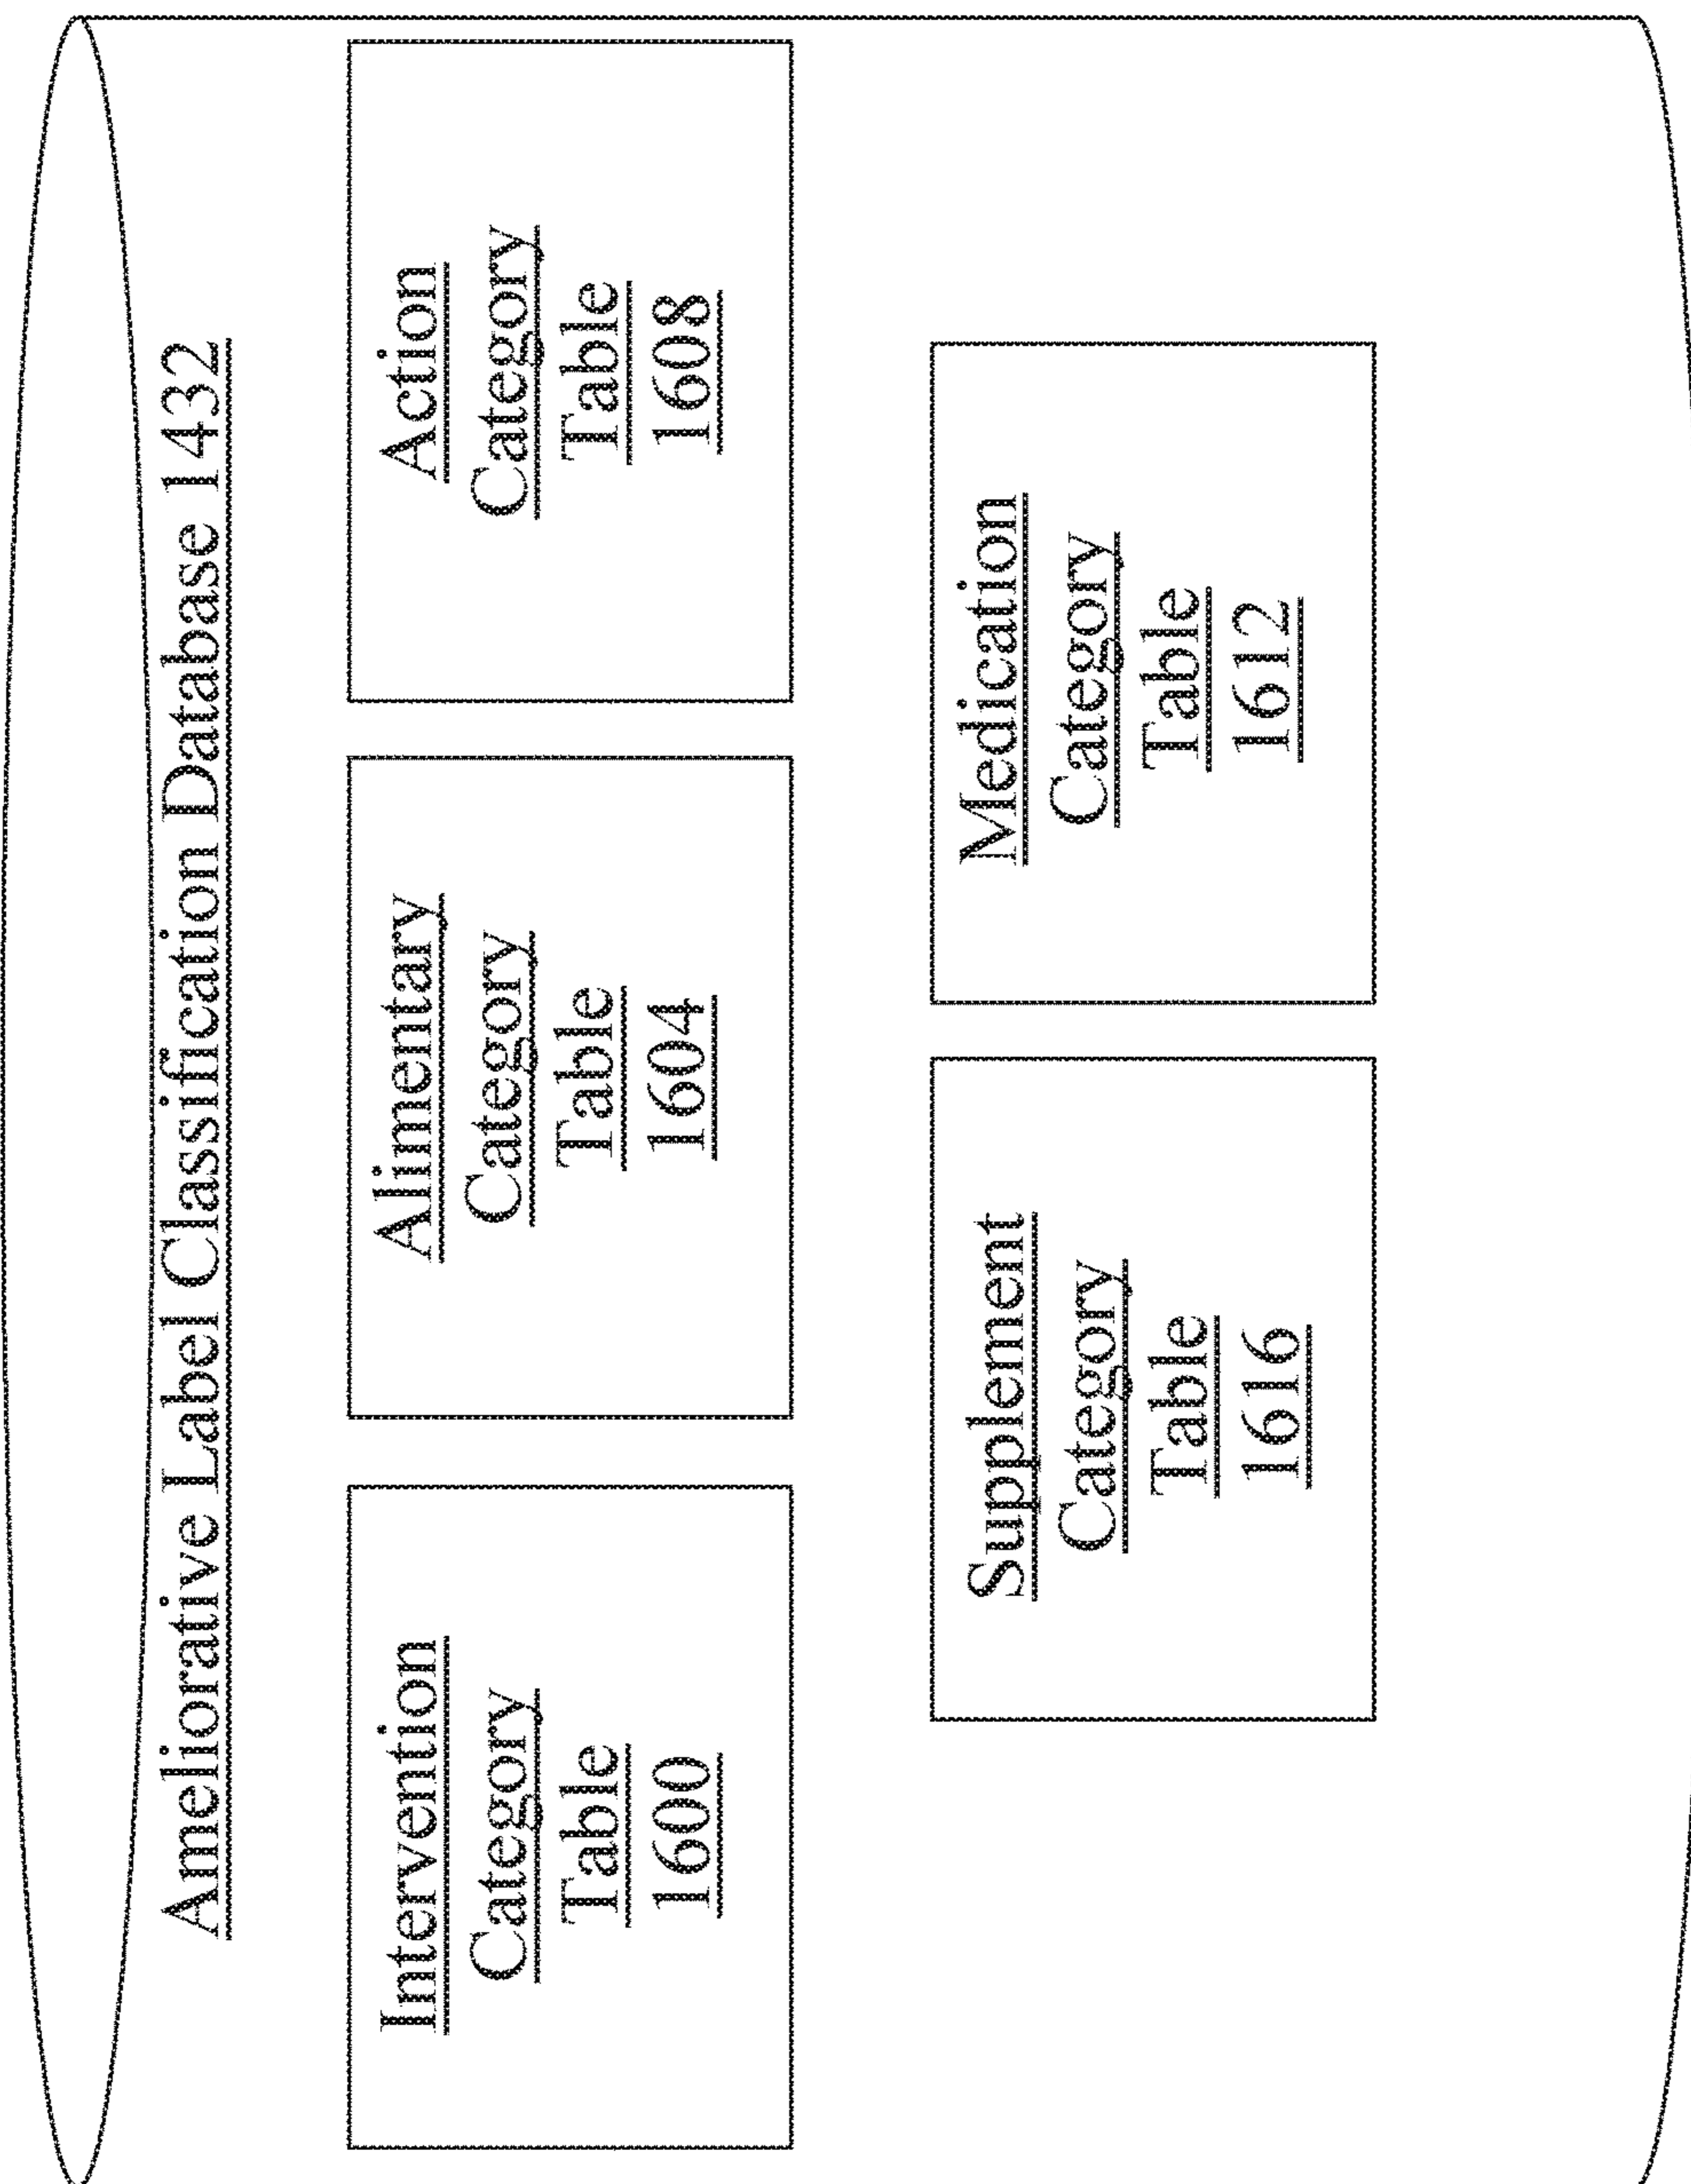 Ameliorative Label Classification Database 1432
Intervention
Category
Table
1600
Alimentary
Category
Table
1604
Action
Category
Table
1608
Supplement
Category
Table
1616
Medication
Category
Table
1612